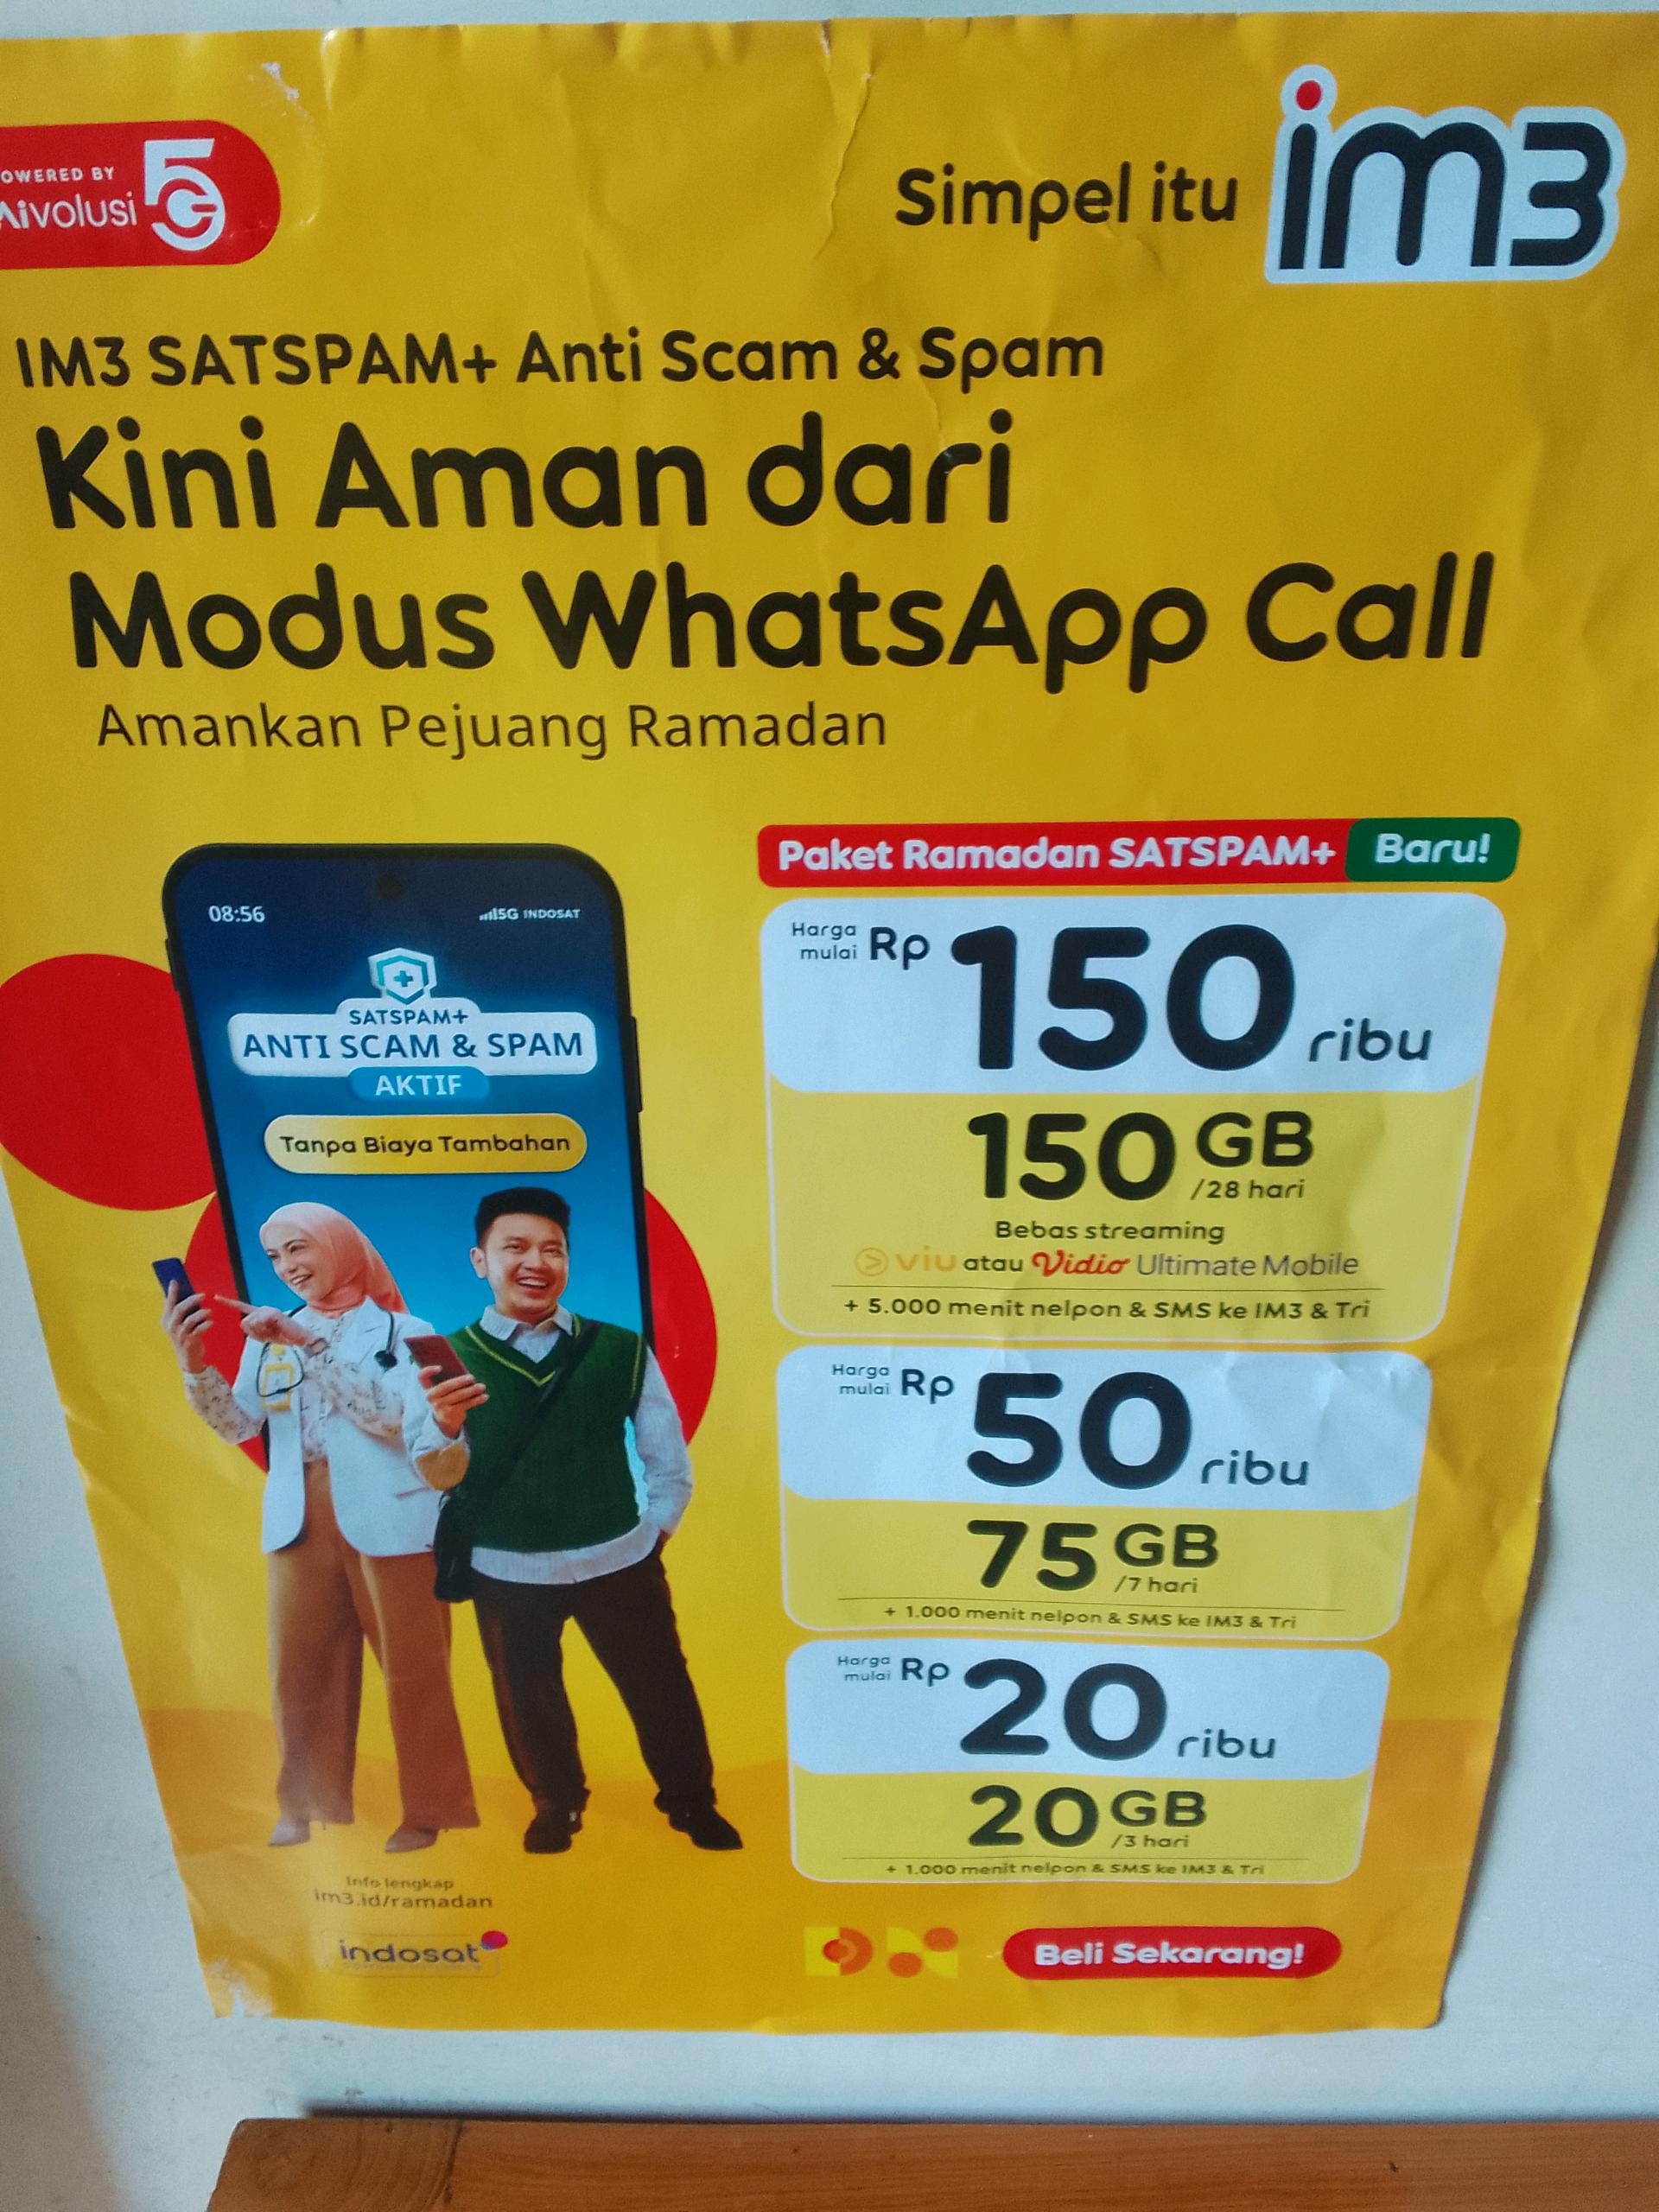 POWERED BY
AIvolusi 5G
Simpel itu im3
IM3 SATSPAM+ Anti Scam & Spam
Kini Aman dari
Modus WhatsApp Call
Amankan Pejuang Ramadan
08:56 5G INDOSAT
SATSPAM+
ANTI SCAM & SPAM
AKTIF
Tanpa Biaya Tambahan
Paket Ramadan SATSPAM+ Baru!
Harga mulai Rp 150 ribu
150 GB /28 hari
Bebas streaming
viu atau Vidio Ultimate Mobile
+ 5.000 menit nelpon & SMS ke IM3 & Tri
Harga mulai Rp 50 ribu
75 GB /7 hari
+ 1.000 menit nelpon & SMS ke IM3 & Tri
Harga mulai Rp 20 ribu
20 GB /3 hari
+ 1.000 menit nelpon & SMS ke IM3 & Tri
Info lengkap
im3.id/ramadan
indosat
Beli Sekarang!